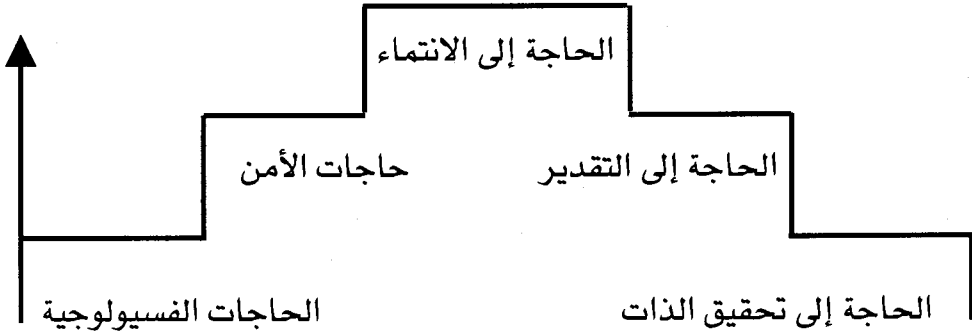 الحاجة إلى الانتماء
الحاجة إلى التقدير
حاجات الأمن
الحاجة إلى تحقيق الذات
الحاجات الفسيولوجية